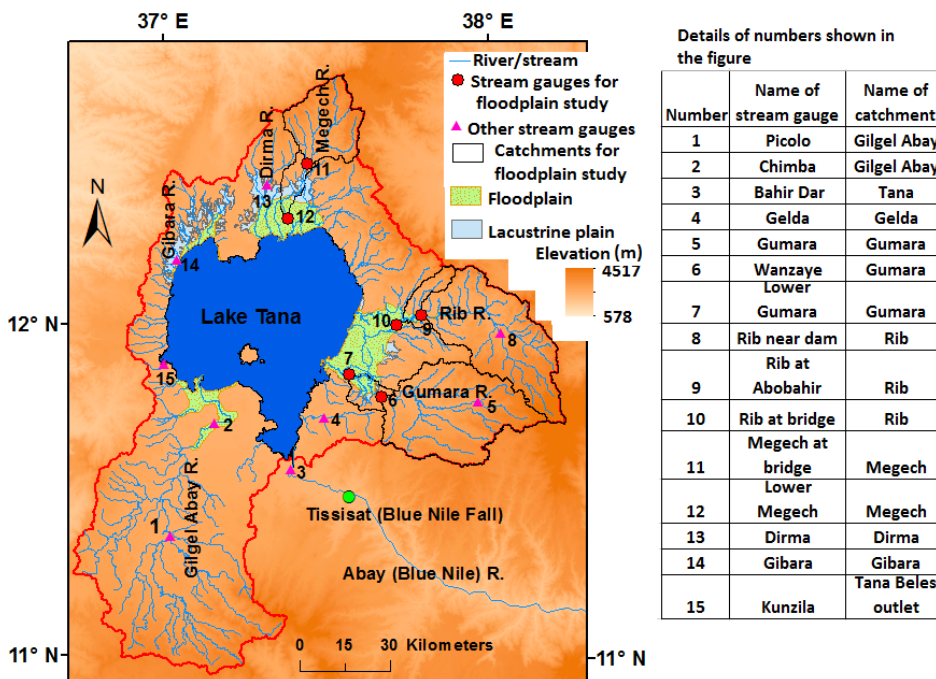 37° E
38° E
N
River/stream
Stream gauges for
floodplain study
Other stream gauges
Catchments for
floodplain study
Floodplain
Lacustrine plain
Elevation (m)
4517
578
Megech R.
Dirma R.
Gibara R.
11
13
12
14
12° N
12° N
Lake Tana
10
Rib R.
9
8
7
15
Gumara R.
6
5
4
2
3
Tissisat (Blue Nile Fall)
1
Gilgel Abay R.
Abay (Blue Nile) R.
0 15 30 Kilometers
11° N
11° N
Details of numbers shown in
the figure
Number Name of stream gauge Name of catchment
1 Picolo Gilgel Abay
2 Chimba Gilgel Abay
3 Bahir Dar Tana
4 Gelda Gelda
5 Gumara Gumara
6 Wanzaye Gumara
7 Lower Gumara Gumara
8 Rib near dam Rib
9 Rib at Abobahir Rib
10 Rib at bridge Rib
11 Megech at bridge Megech
12 Lower Megech Megech
13 Dirma Dirma
14 Gibara Gibara
15 Kunzila Tana Beles outlet